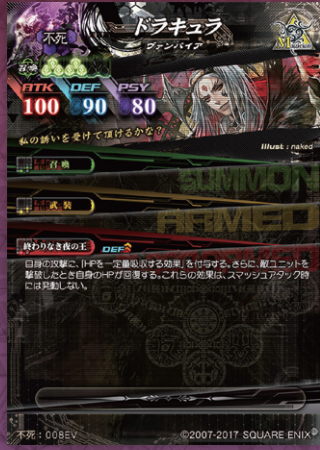 不死
ドラキュラ
ヴァンパイア
召喚
ATK DEF PSY
100 90 80
私の誘いを受けて頂けるかな?
Illust : naked
召喚
SUMMON
武装
ARMED
終わりなき夜の王 DEF
自身の攻撃に、「HPを一定量吸収する効果」を付与する。さらに、敵ユニットを
撃破したとき自身のHPが回復する。これらの効果は、スマッシュアタック時
には発動しない。
不死:008EV
©2007-2017 SQUARE ENIX